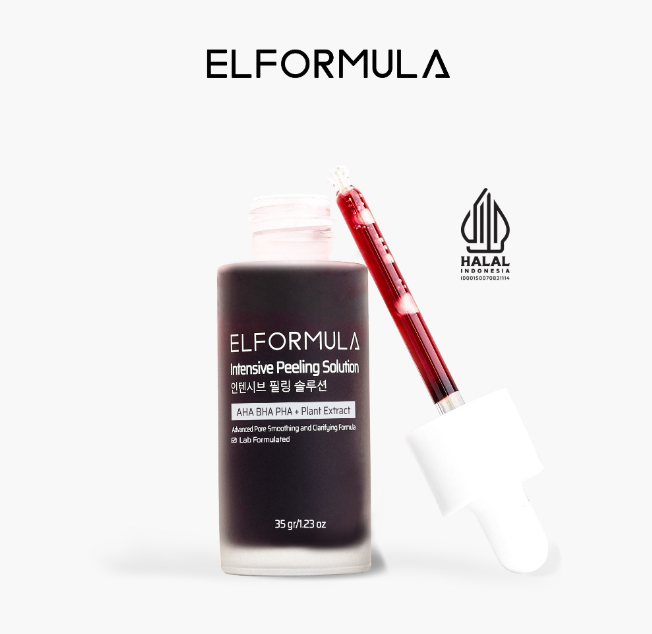 ELFORMULA
HALAL
INDONESIA
ID00150070831114
ELFORMULA
Intensive Peeling Solution
인텐시브 필링 솔루션
AHA BHA PHA + Plant Extract
Advanced Pore Smoothing and Clarifying Formula
Lab Formulated
35 gr/1.23 oz